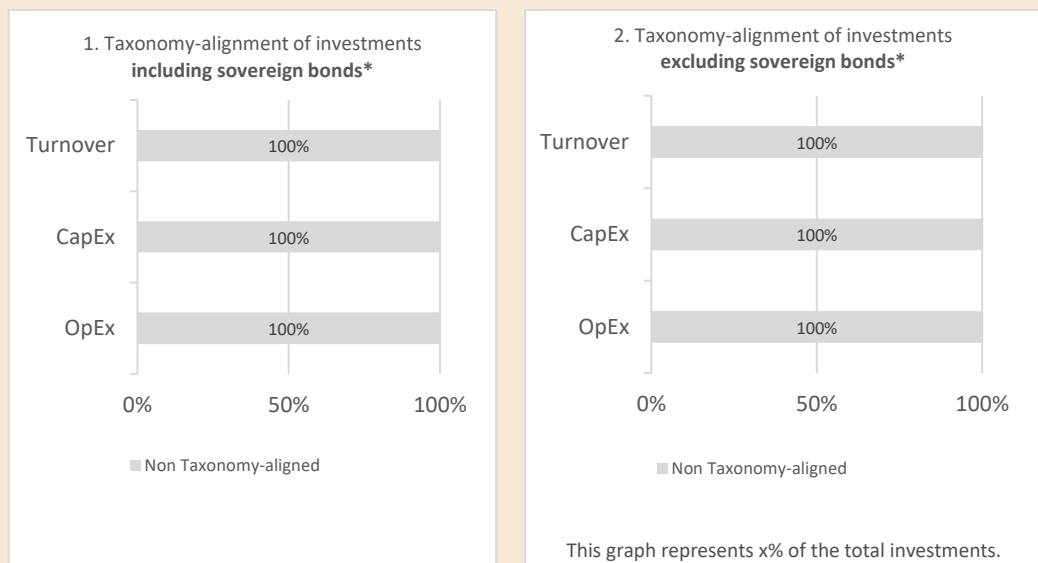 1. Taxonomy-alignment of investments
including sovereign bonds*
Turnover
100%
CapEx
100%
OpEx
100%
0%
50%
100%
Non Taxonomy-aligned
2. Taxonomy-alignment of investments
excluding sovereign bonds*
Turnover
100%
CapEx
100%
OpEx
100%
0%
50%
100%
Non Taxonomy-aligned
This graph represents x% of the total investments.